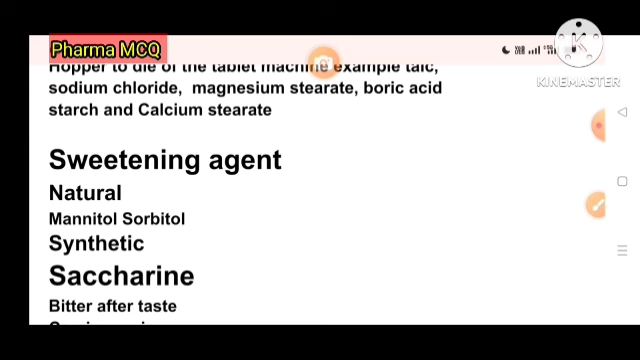 Pharma MCQ
KINEMASTER
Hopper to die of the tablet machine example talc,
sodium chloride, magnesium stearate, boric acid
starch and Calcium stearate
Sweetening agent
Natural
Mannitol Sorbitol
Synthetic
Saccharine
Bitter after taste